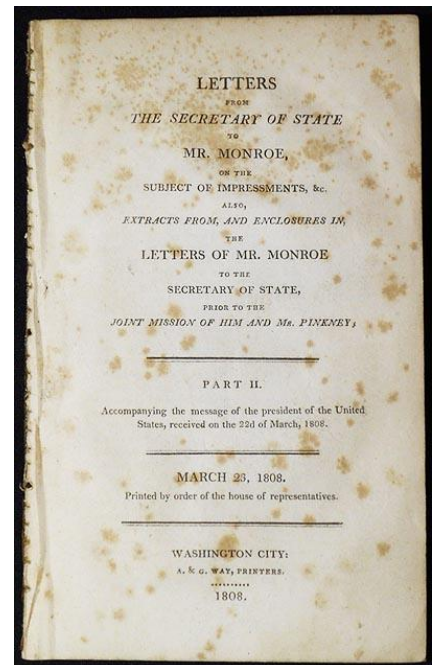 LETTERS
FROM
THE SECRETARY OF STATE
TO
MR. MONROE,
ON THE
SUBJECT OF IMPRESSMENTS, &c.
ALSO,
EXTRACTS FROM, AND ENCLOSURES IN,
THE
LETTERS OF MR. MONROE
TO THE
SECRETARY OF STATE,
PRIOR TO THE
JOINT MISSION OF HIM AND MR. PINKNEY;
PART II.
Accompanying the message of the president of the United
States, received on the 22d of March, 1808.
MARCH 23, 1808.
Printed by order of the house of representatives.
WASHINGTON CITY:
A. & G. WAY, PRINTERS.
..........
1808.